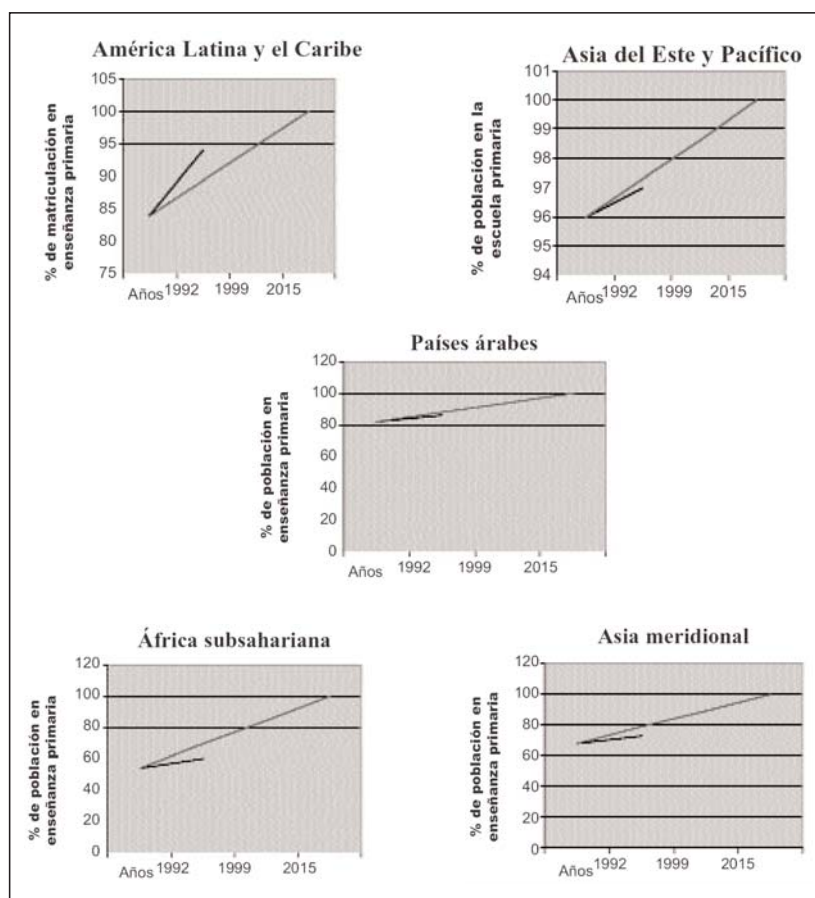 América Latina y el Caribe
% de matriculación en
enseñanza primaria
105
100
95
90
85
80
75
Años
1992
1999
2015
Asia del Este y Pacífico
% de población en la
escuela primaria
101
100
99
98
97
96
95
94
Años
1992
1999
2015
Países árabes
% de población en
enseñanza primaria
120
100
80
60
40
20
0
Años
1992
1999
2015
África subsahariana
% de población en
enseñanza primaria
120
100
80
60
40
20
0
Años
1992
1999
2015
Asia meridional
% de población en
enseñanza primaria
120
100
80
60
40
20
0
Años
1992
1999
2015